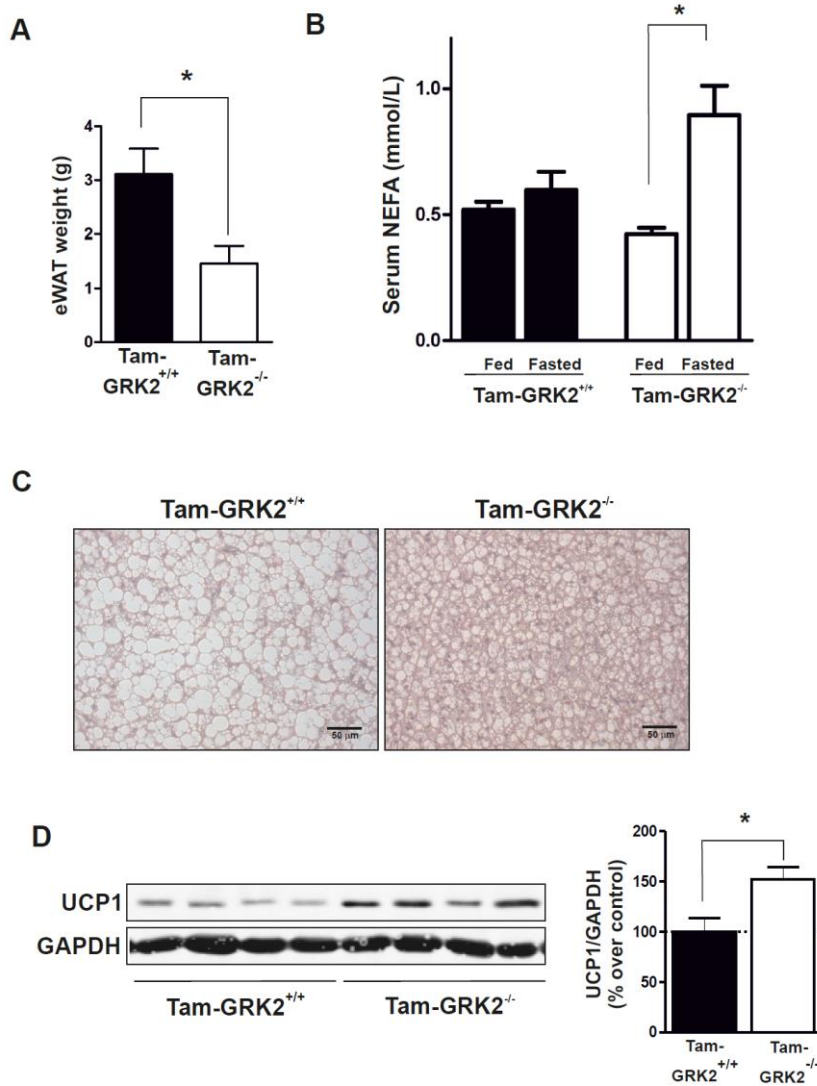 A
*
eWAT weight (g)
4
3
2
1
0
Tam-
GRK2+/+
Tam-
GRK2-/-
B
*
Serum NEFA (mmol/L)
1.0
0.5
0.0
Fed Fasted Fed Fasted
Tam-GRK2+/+ Tam-GRK2-/-
C
Tam-GRK2+/+ Tam-GRK2-/-
50 μm 50 μm
D
UCP1
GAPDH
Tam-GRK2+/+ Tam-GRK2-/-
*
UCP1/GAPDH
(% over control)
200
150
100
50
0
Tam-
GRK2+/+
Tam-
GRK2-/-